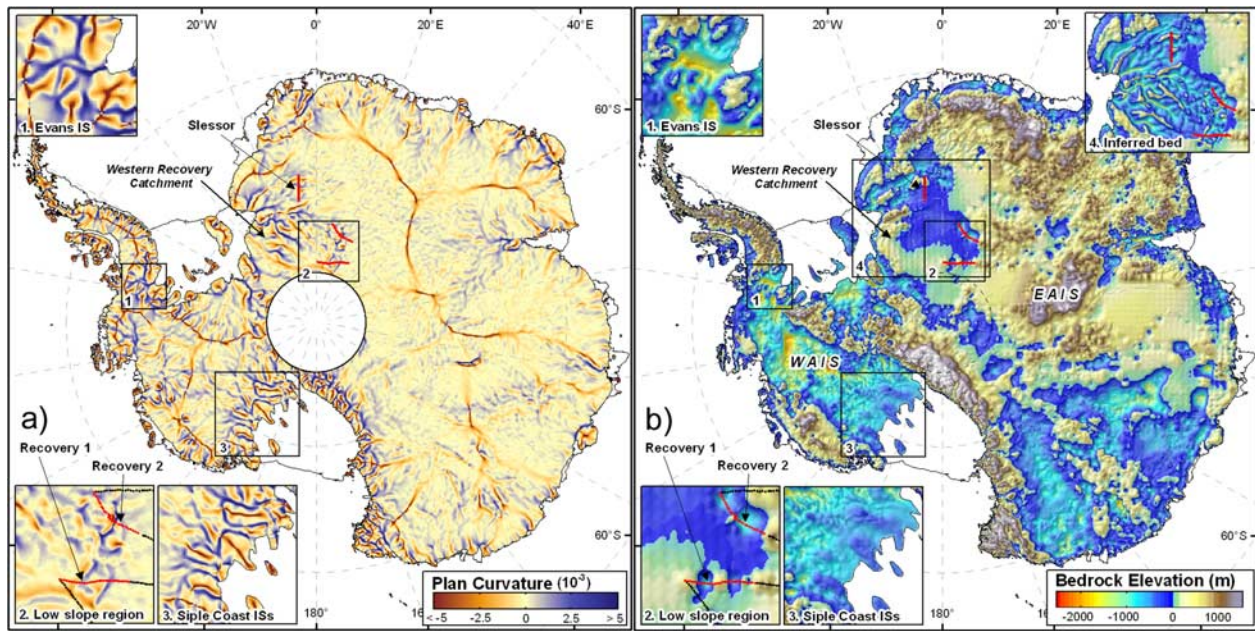 20°W
0°
20°E
1. Evans IS
Slessor
Western Recovery
Catchment
60°S
1
2
3
a)
Recovery 1
Recovery 2
60°S
2. Low slope region
3. Siple Coast ISs
180°
Plan Curvature (10⁻³)
< -5
-2.5
0
2.5
> 5
20°W
0°
20°E
1. Evans IS
4. Inferred bed
Slessor
Western Recovery
Catchment
60°S
4
2
1
EAIS
WAIS
3
b)
Recovery 1
Recovery 2
60°S
2. Low slope region
3. Siple Coast ISs
180°
Bedrock Elevation (m)
-2000
-1000
0
1000